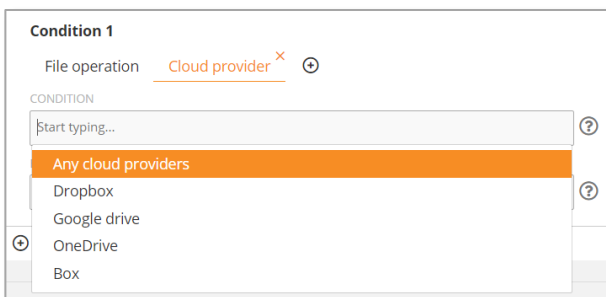 Condition 1
File operation Cloud provider
CONDITION
Start typing...
Any cloud providers
Dropbox
Google drive
OneDrive
Box